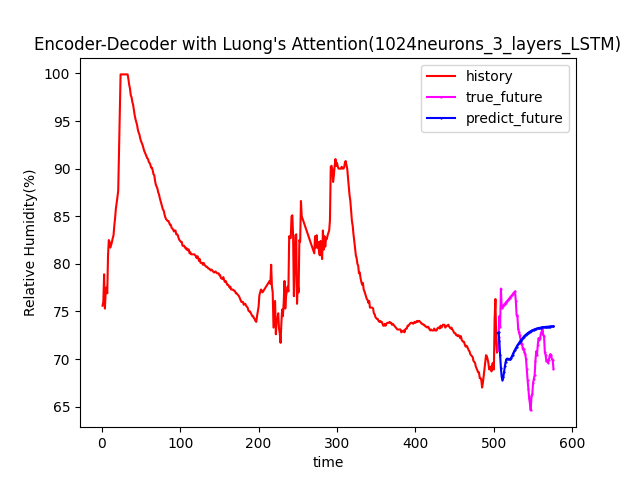 Encoder-Decoder with Luong's Attention(1024neurons_3_layers_LSTM)
history
true_future
predict_future
Relative Humidity(%)
100
95
90
85
80
75
70
65
0
100
200
300
400
500
600
time